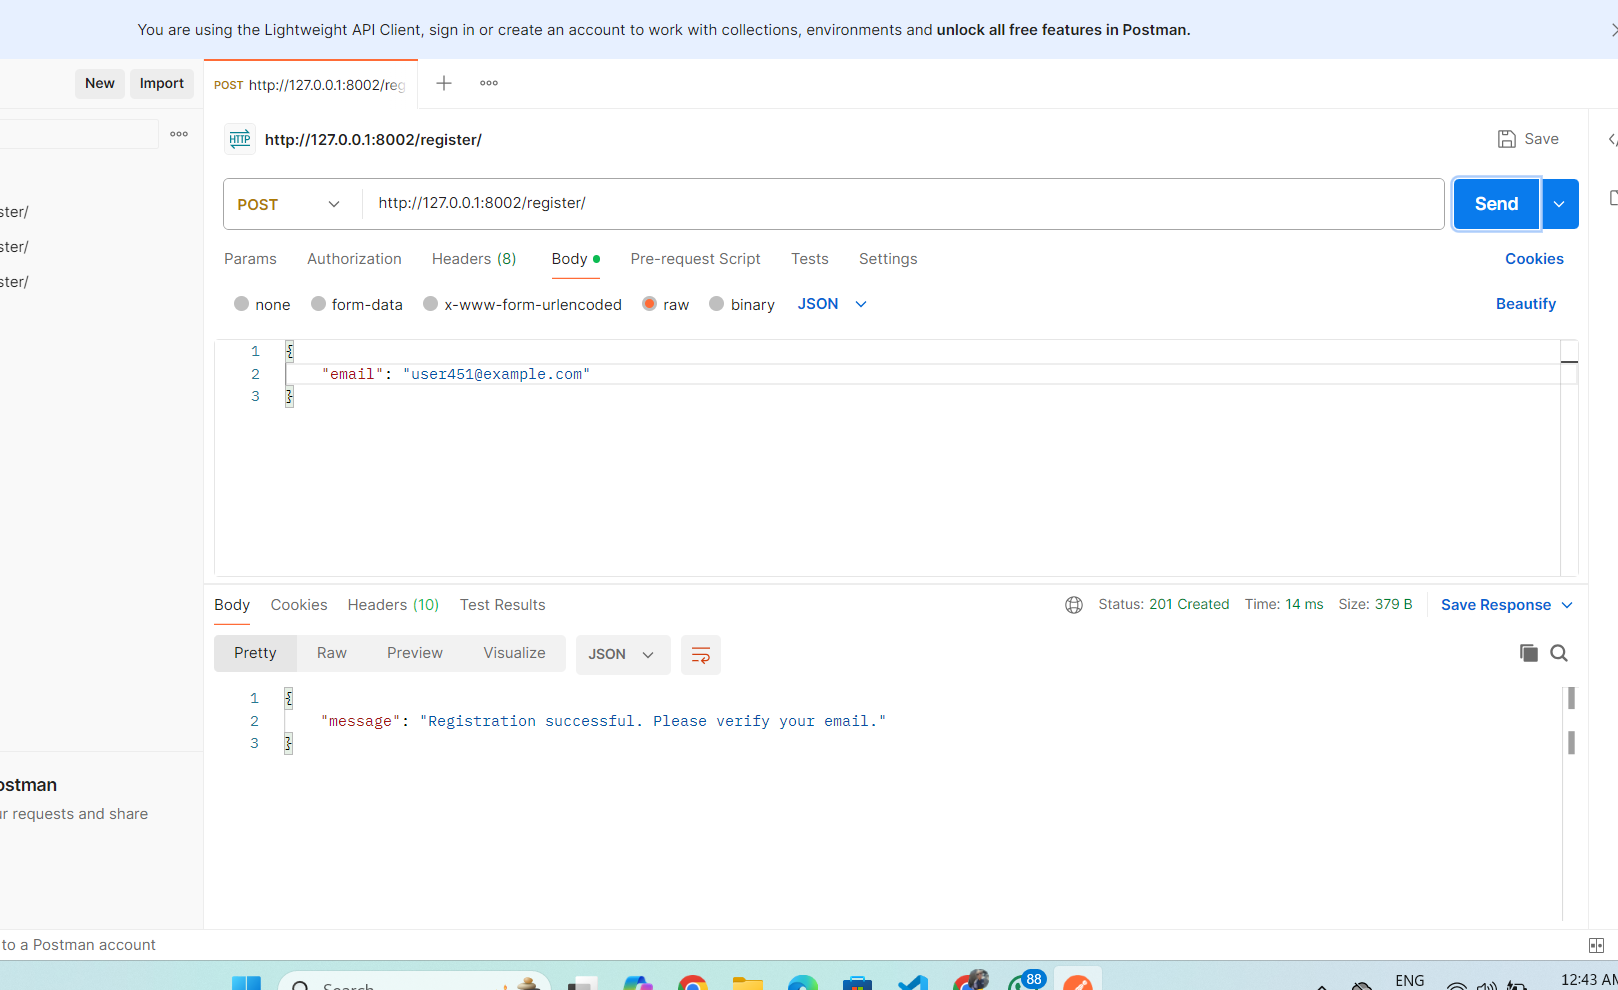 You are using the Lightweight API Client, sign in or create an account to work with collections, environments and unlock all free features in Postman.
New
Import
POST http://127.0.0.1:8002/reg
HTTP
http://127.0.0.1:8002/register/
Save
ster/
ster/
ster/
POST
http://127.0.0.1:8002/register/
Send
Params
Authorization
Headers (8)
Body
Pre-request Script
Tests
Settings
Cookies
none
form-data
x-www-form-urlencoded
raw
binary
JSON
Beautify
1 {
2 "email": "user451@example.com"
3 }
Body
Cookies
Headers (10)
Test Results
Status: 201 Created
Time: 14 ms
Size: 379 B
Save Response
Pretty
Raw
Preview
Visualize
JSON
1 {
2 "message": "Registration successful. Please verify your email."
3 }
ostman
ur requests and share
to a Postman account
Search
88
ENG
12:43 AM